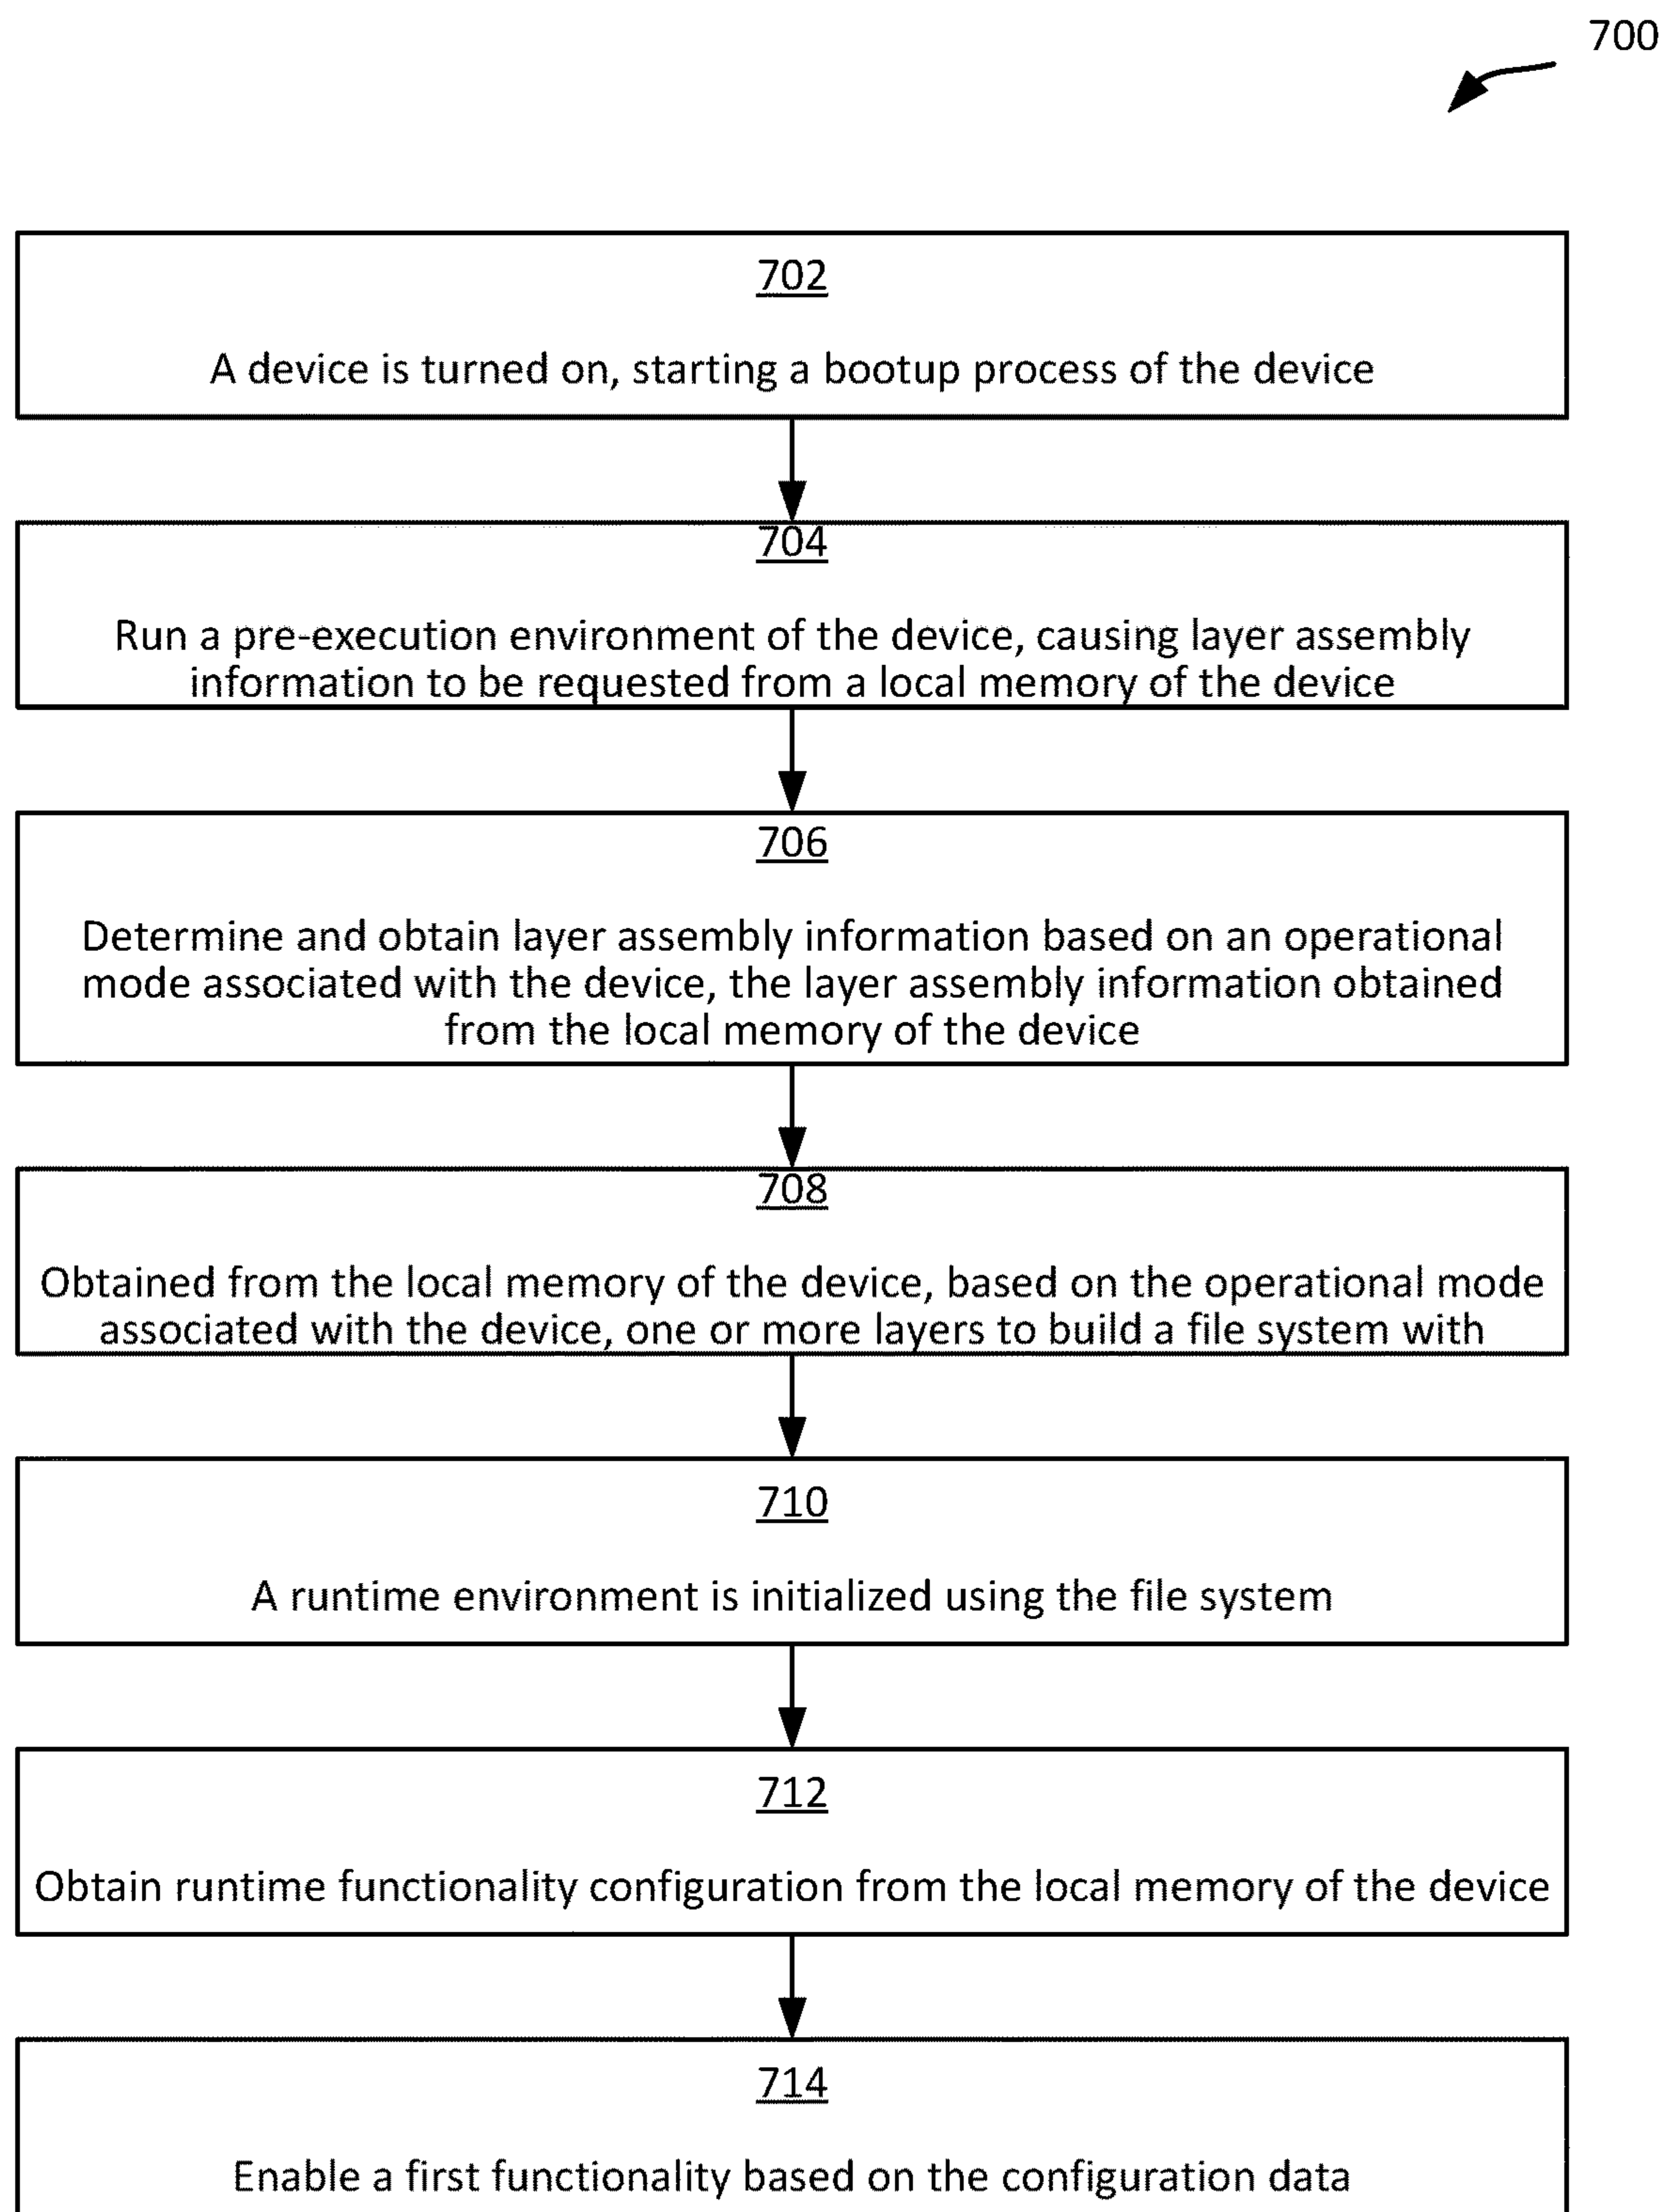 700
702
A device is turned on, starting a bootup process of the device
704
Run a pre-execution environment of the device, causing layer assembly
information to be requested from a local memory of the device
706
Determine and obtain layer assembly information based on an operational
mode associated with the device, the layer assembly information obtained
from the local memory of the device
708
Obtained from the local memory of the device, based on the operational mode
associated with the device, one or more layers to build a file system with
710
A runtime environment is initialized using the file system
712
Obtain runtime functionality configuration from the local memory of the device
714
Enable a first functionality based on the configuration data